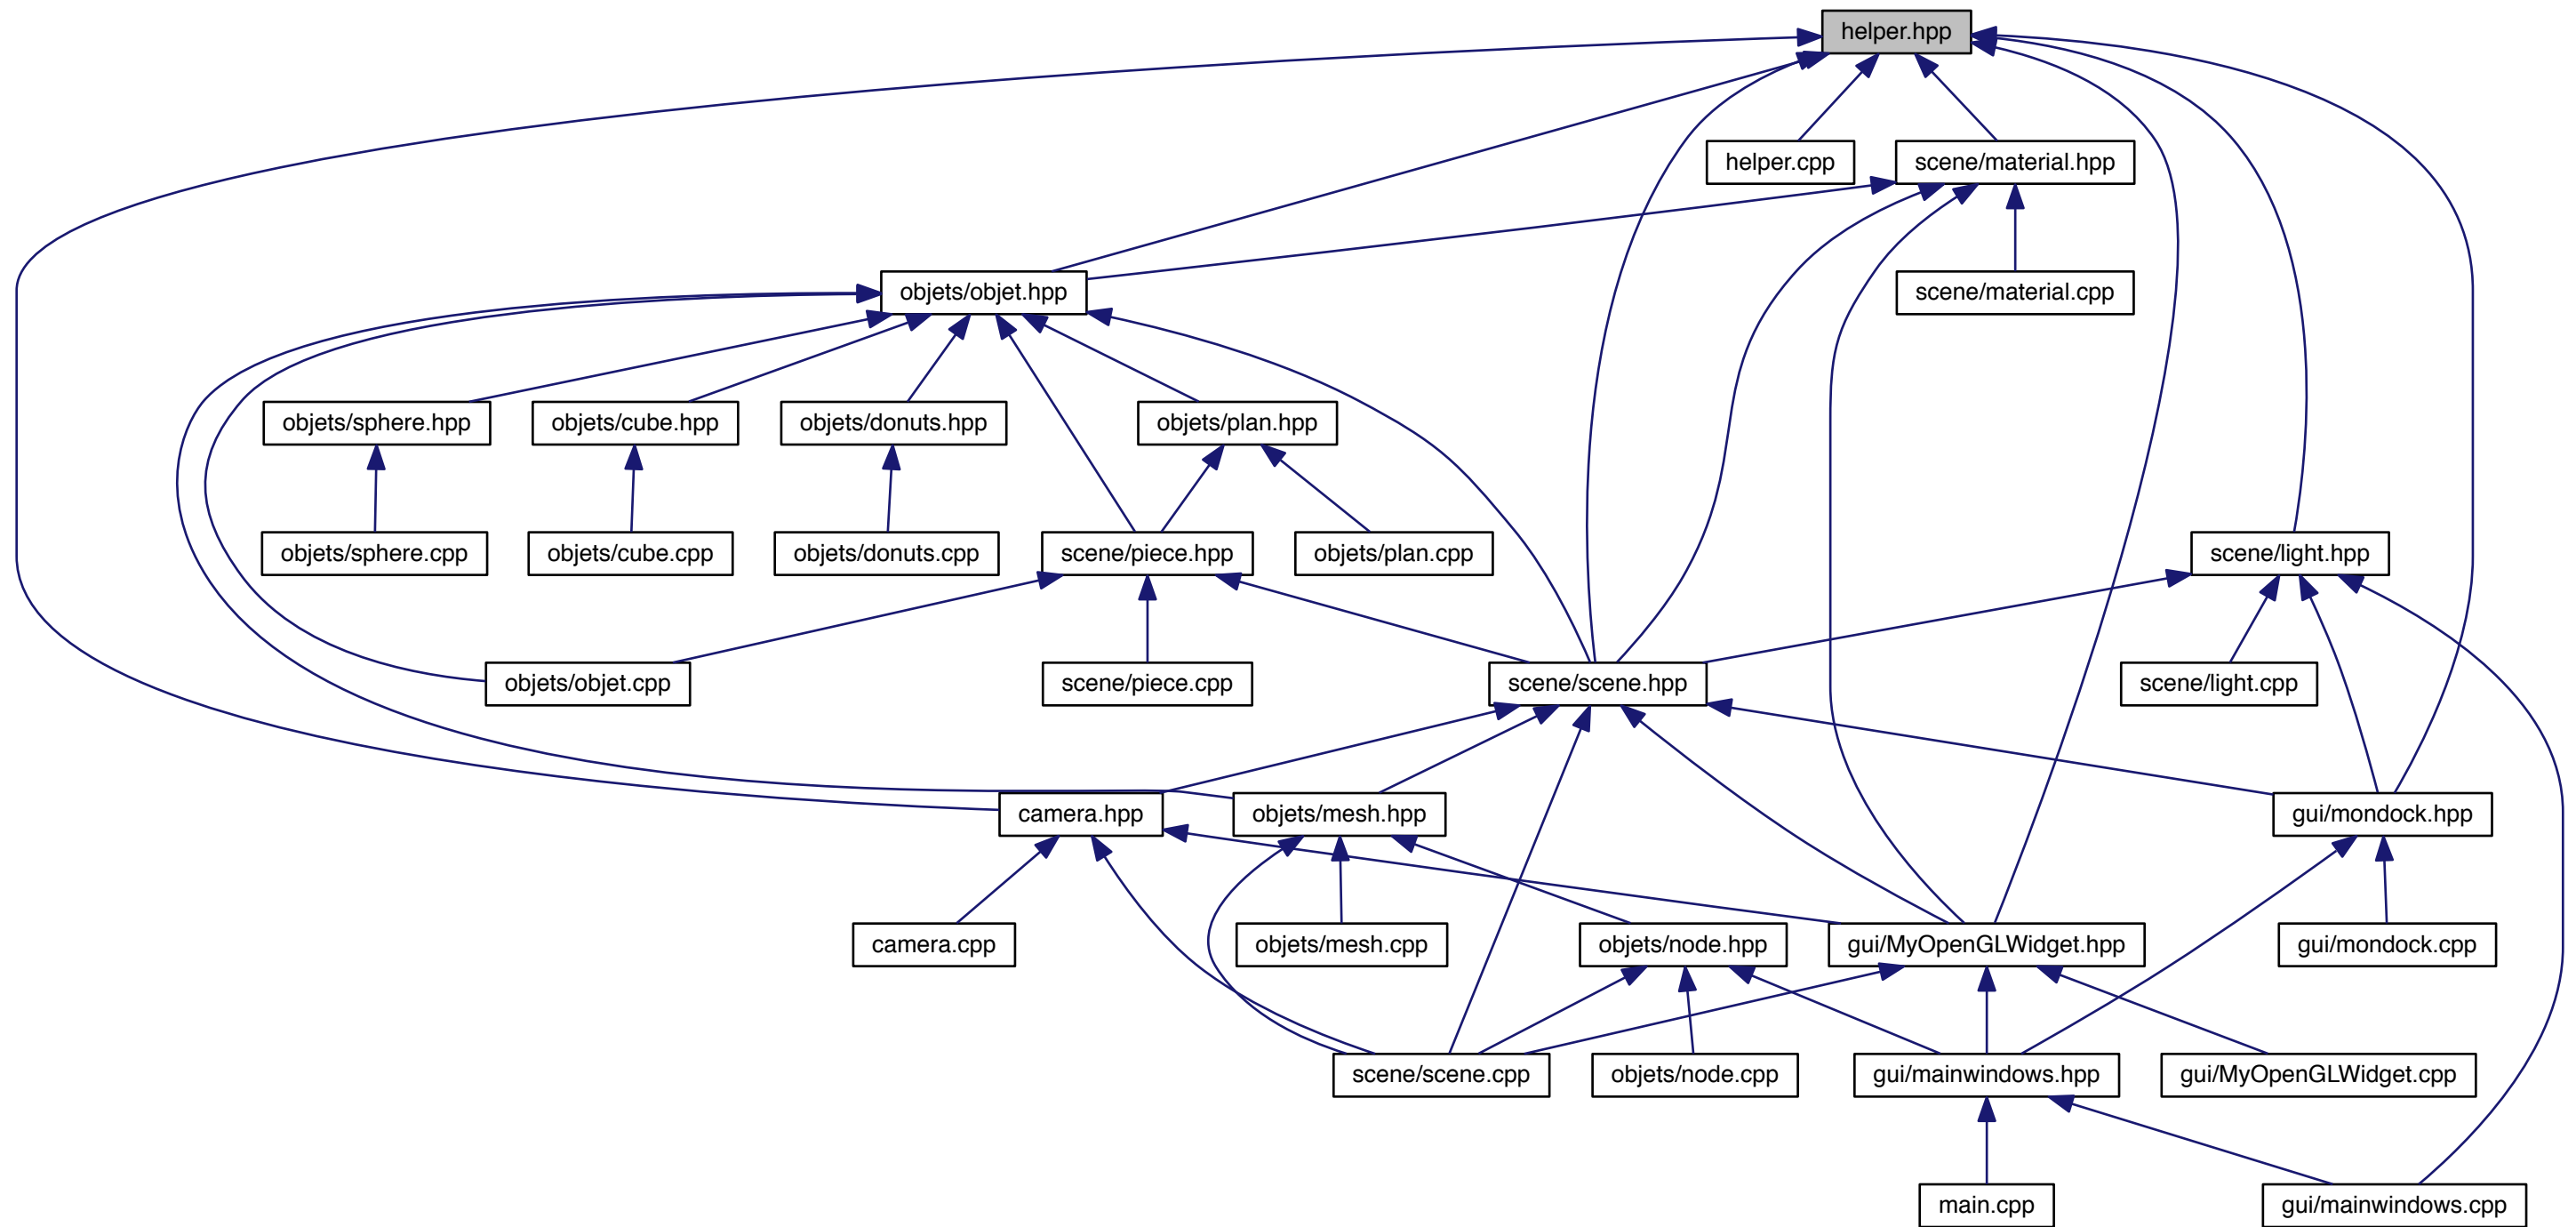 helper.hpp
helper.cpp
scene/material.hpp
objets/objet.hpp
scene/material.cpp
objets/sphere.hpp
objets/cube.hpp
objets/donuts.hpp
objets/plan.hpp
objets/sphere.cpp
objets/cube.cpp
objets/donuts.cpp
scene/piece.hpp
objets/plan.cpp
scene/light.hpp
objets/objet.cpp
scene/piece.cpp
scene/scene.hpp
scene/light.cpp
camera.hpp
objets/mesh.hpp
gui/mondock.hpp
camera.cpp
objets/mesh.cpp
objets/node.hpp
gui/MyOpenGLWidget.hpp
gui/mondock.cpp
scene/scene.cpp
objets/node.cpp
gui/mainwindows.hpp
gui/MyOpenGLWidget.cpp
main.cpp
gui/mainwindows.cpp